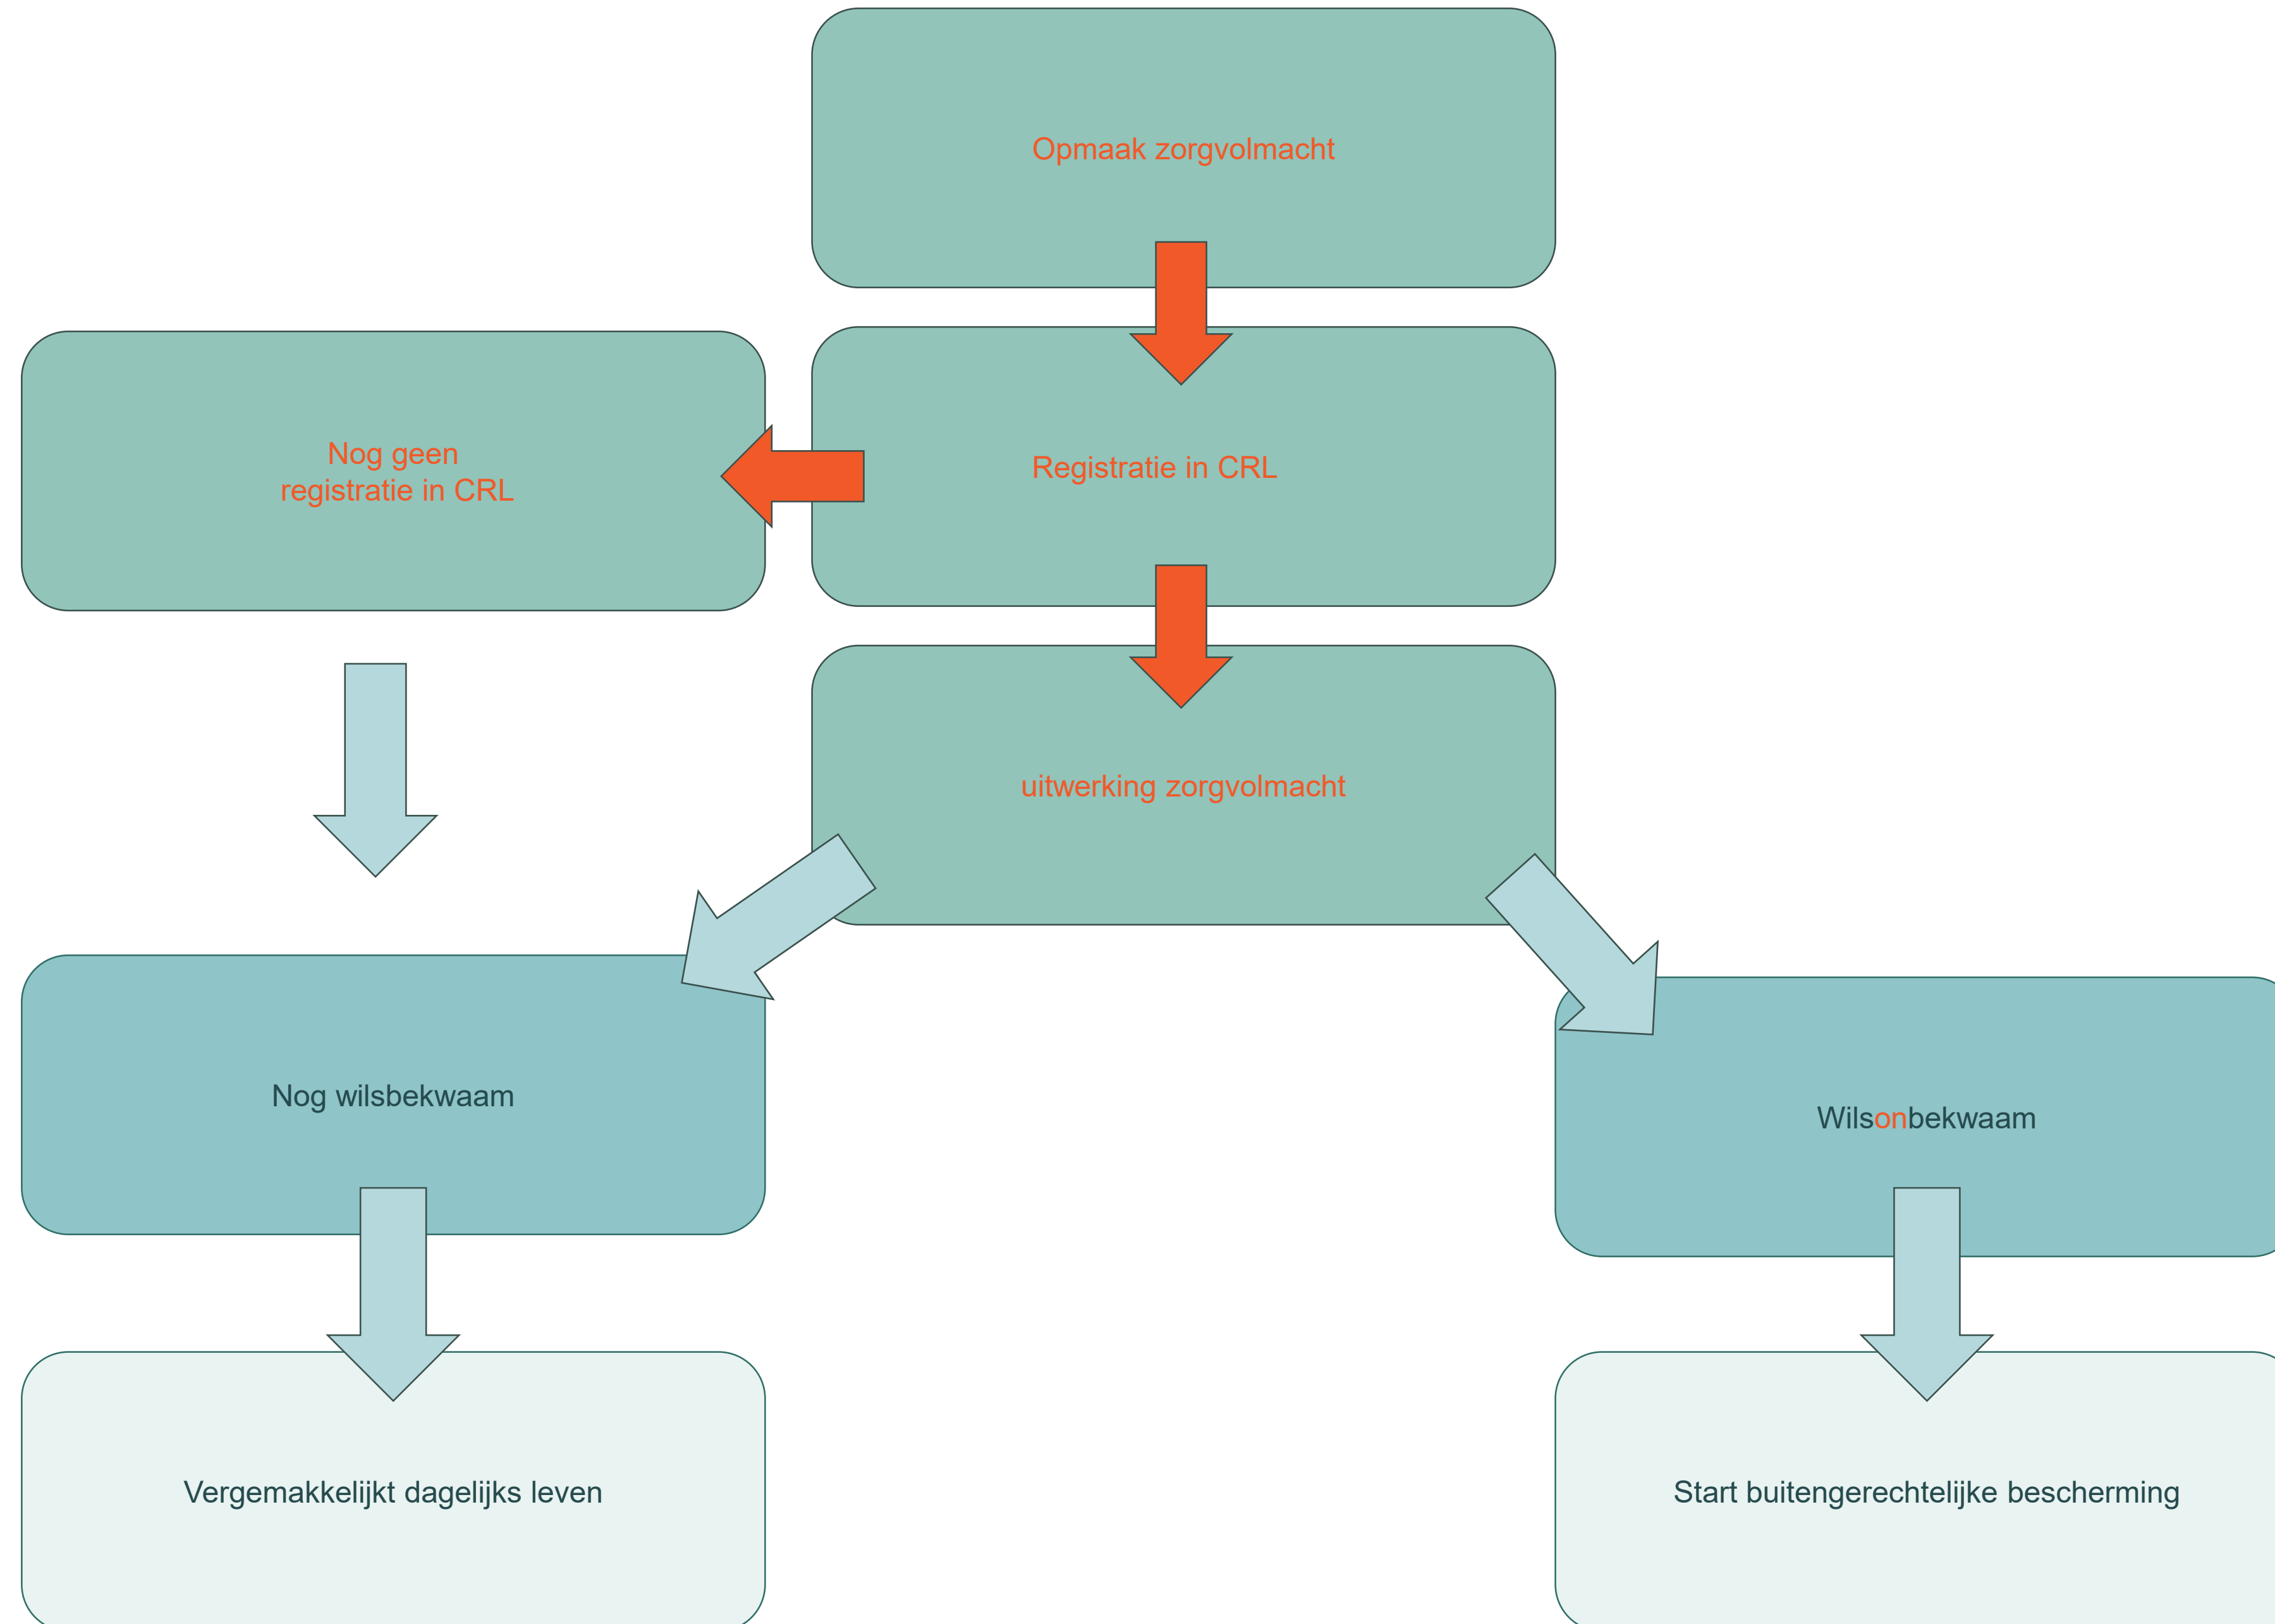 Opmaak zorgvolmacht
Nog geen
registratie in CRL
Registratie in CRL
uitwerking zorgvolmacht
Nog wilsbekwaam
Wilsonbekwaam
Vergemakkelijkt dagelijks leven
Start buitengerechtelijke bescherming